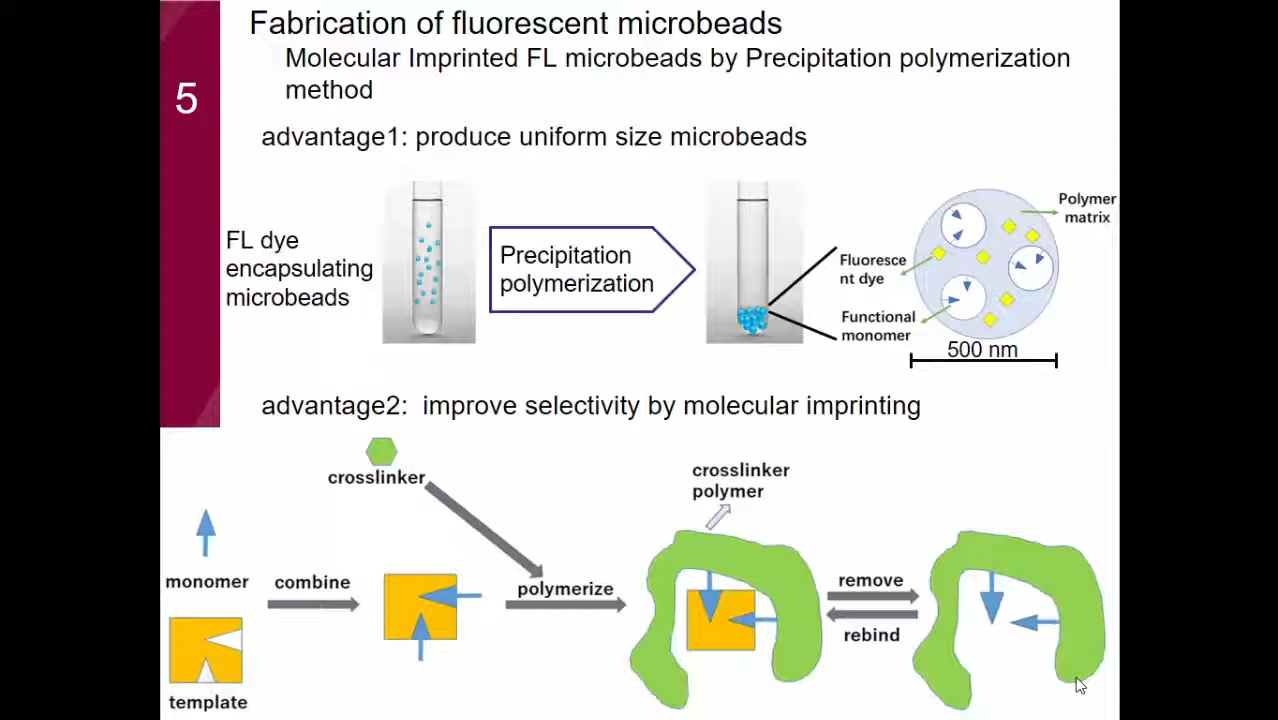 Fabrication of fluorescent microbeads
Molecular Imprinted FL microbeads by Precipitation polymerization
method
5
advantage1: produce uniform size microbeads
FL dye
encapsulating
microbeads
Precipitation
polymerization
Polymer
matrix
Fluoresce
nt dye
Functional
monomer
500 nm
advantage2: improve selectivity by molecular imprinting
crosslinker
crosslinker
polymer
monomer
combine
polymerize
remove
rebind
template